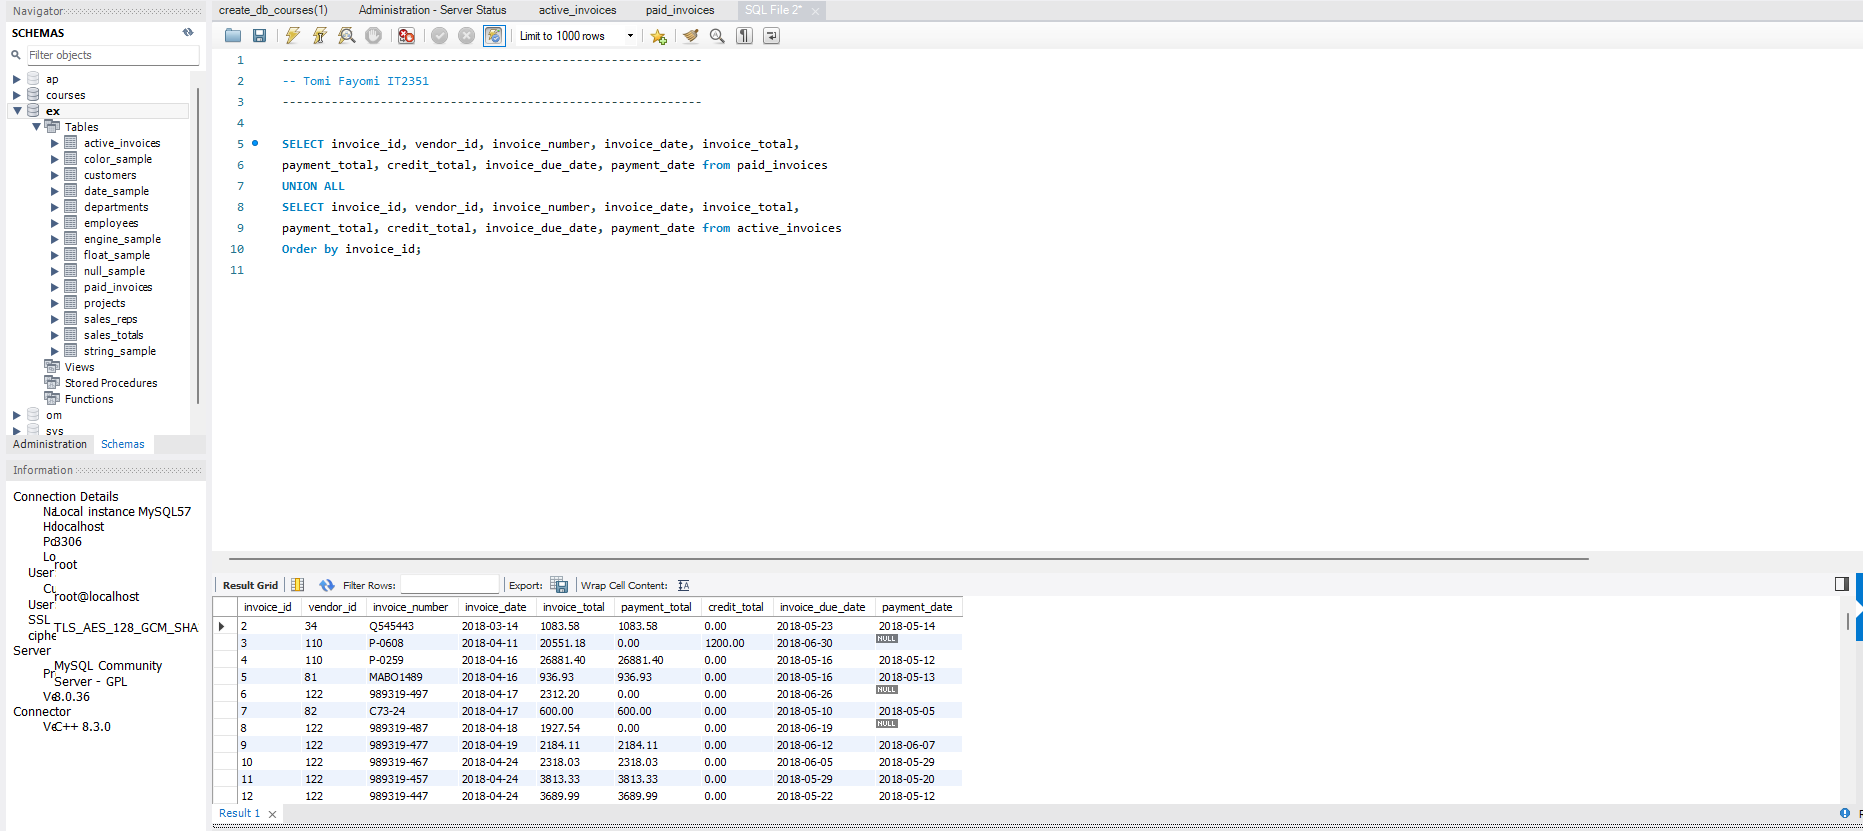 Navigator
SCHEMAS
Filter objects
ap
courses
ex
Tables
active_invoices
color_sample
customers
date_sample
departments
employees
engine_sample
float_sample
null_sample
paid_invoices
projects
sales_reps
sales_totals
string_sample
Views
Stored Procedures
Functions
om
sys
Administration Schemas
Information
Connection Details
Local instance MySQL57
localhost
3306
root
User
root@localhost
User
SSL
TLS_AES_128_GCM_SHA
Server
MySQL Community
Server - GPL
8.0.36
Connector
C++ 8.3.0
create_db_courses(1) Administration - Server Status active_invoices paid_invoices SQL File 2*
Limit to 1000 rows
1 ------------------------------------------------------------
2 -- Tomi Fayomi IT2351
3 ------------------------------------------------------------
4
5 SELECT invoice_id, vendor_id, invoice_number, invoice_date, invoice_total,
6 payment_total, credit_total, invoice_due_date, payment_date from paid_invoices
7 UNION ALL
8 SELECT invoice_id, vendor_id, invoice_number, invoice_date, invoice_total,
9 payment_total, credit_total, invoice_due_date, payment_date from active_invoices
10 Order by invoice_id;
11
Result Grid Filter Rows: Export: Wrap Cell Content:
invoice_id vendor_id invoice_number invoice_date invoice_total payment_total credit_total invoice_due_date payment_date
2 34 Q545443 2018-03-14 1083.58 1083.58 0.00 2018-05-23 2018-05-14
3 110 P-0608 2018-04-11 20551.18 0.00 1200.00 2018-06-30 NULL
4 110 P-0259 2018-04-16 26881.40 26881.40 0.00 2018-05-16 2018-05-12
5 81 MABO1489 2018-04-16 936.93 936.93 0.00 2018-05-16 2018-05-13
6 122 989319-497 2018-04-17 2312.20 0.00 0.00 2018-06-26 NULL
7 82 C73-24 2018-04-17 600.00 600.00 0.00 2018-05-10 2018-05-05
8 122 989319-487 2018-04-18 1927.54 0.00 0.00 2018-06-19 NULL
9 122 989319-477 2018-04-19 2184.11 2184.11 0.00 2018-06-12 2018-06-07
10 122 989319-467 2018-04-24 2318.03 2318.03 0.00 2018-06-05 2018-05-29
11 122 989319-457 2018-04-24 3813.33 3813.33 0.00 2018-05-29 2018-05-20
12 122 989319-447 2018-04-24 3689.99 3689.99 0.00 2018-05-22 2018-05-12
Result 1